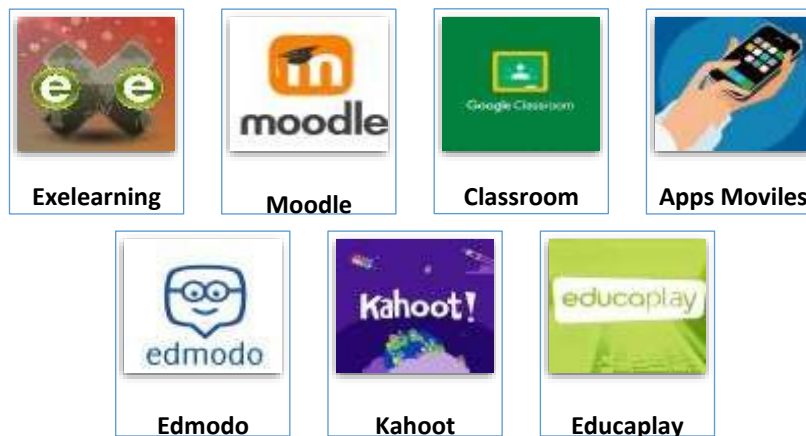 e e
moodle
Google Classroom
Exelearning
Moodle
Classroom
Apps Moviles
edmodo
Kahoot!
educaplay
Edmodo
Kahoot
Educaplay